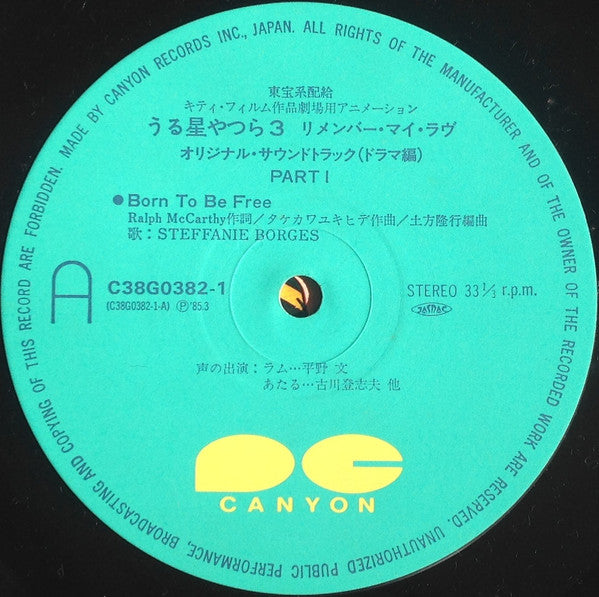 MADE BY CANYON RECORDS INC., JAPAN. ALL RIGHTS OF THE MANUFACTURER AND OF THE OWNER OF THE RECORDED WORK ARE RESERVED. UNAUTHORIZED PUBLIC PERFORMANCE, BROADCASTING AND COPYING OF THIS RECORD ARE FORBIDDEN.
東宝系配給
キティ・フィルム作品劇場用アニメーション
うる星やつら3 リメンバー・マイ・ラヴ
オリジナル・サウンドトラック(ドラマ編)
PART I
●Born To Be Free
Ralph McCarthy作詞/タケカワユキヒデ作曲/土方隆行編曲
歌:STEFFANIE BORGES
A
C38G0382-1
(C38G0382-1-A) Ⓟ'85.3
STEREO 33 1/3 r.p.m.
JASRAC
声の出演:ラム…平野 文
あたる…古川登志夫 他
PC
CANYON